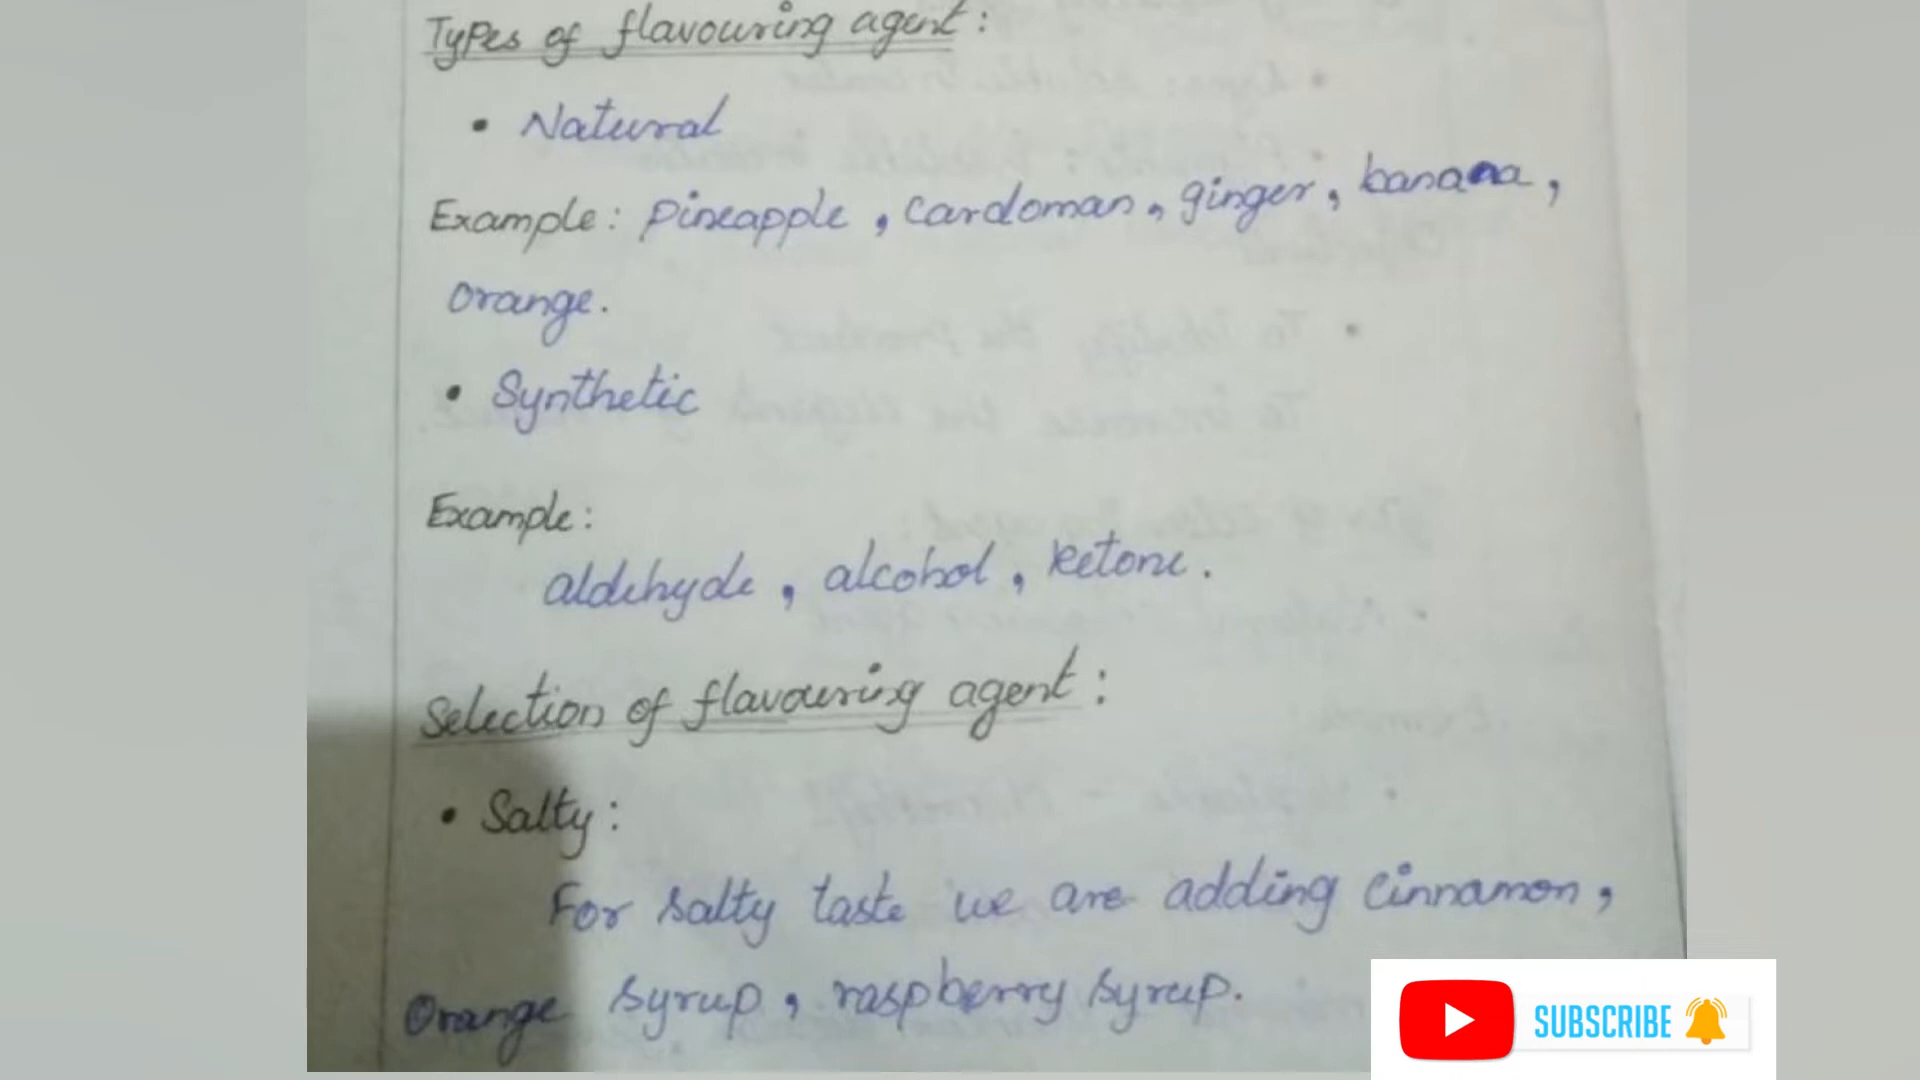 Types of flavouring agent:
• Natural
Example: pineapple, cardoman, ginger, banana,
orange.
• Synthetic
Example:
aldehyde, alcohol, ketone.
Selection of flavouring agent:
• Salty:
For salty taste we are adding cinnamon,
Orange syrup, raspberry syrup.
SUBSCRIBE